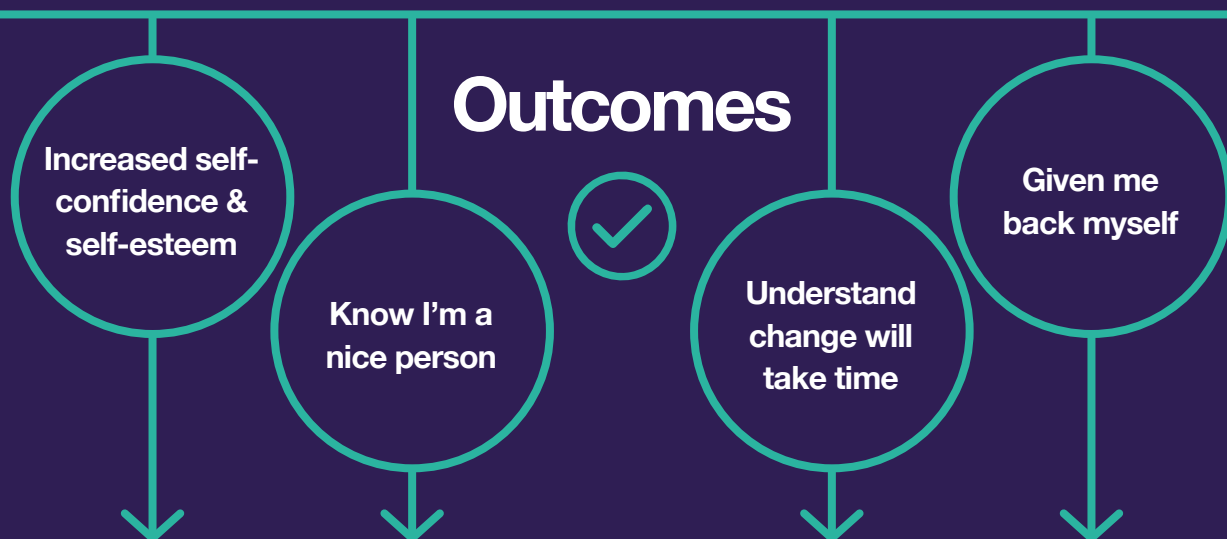 Outcomes
Increased self-
confidence &
self-esteem
Know I’m a
nice person
Understand
change will
take time
Given me
back myself